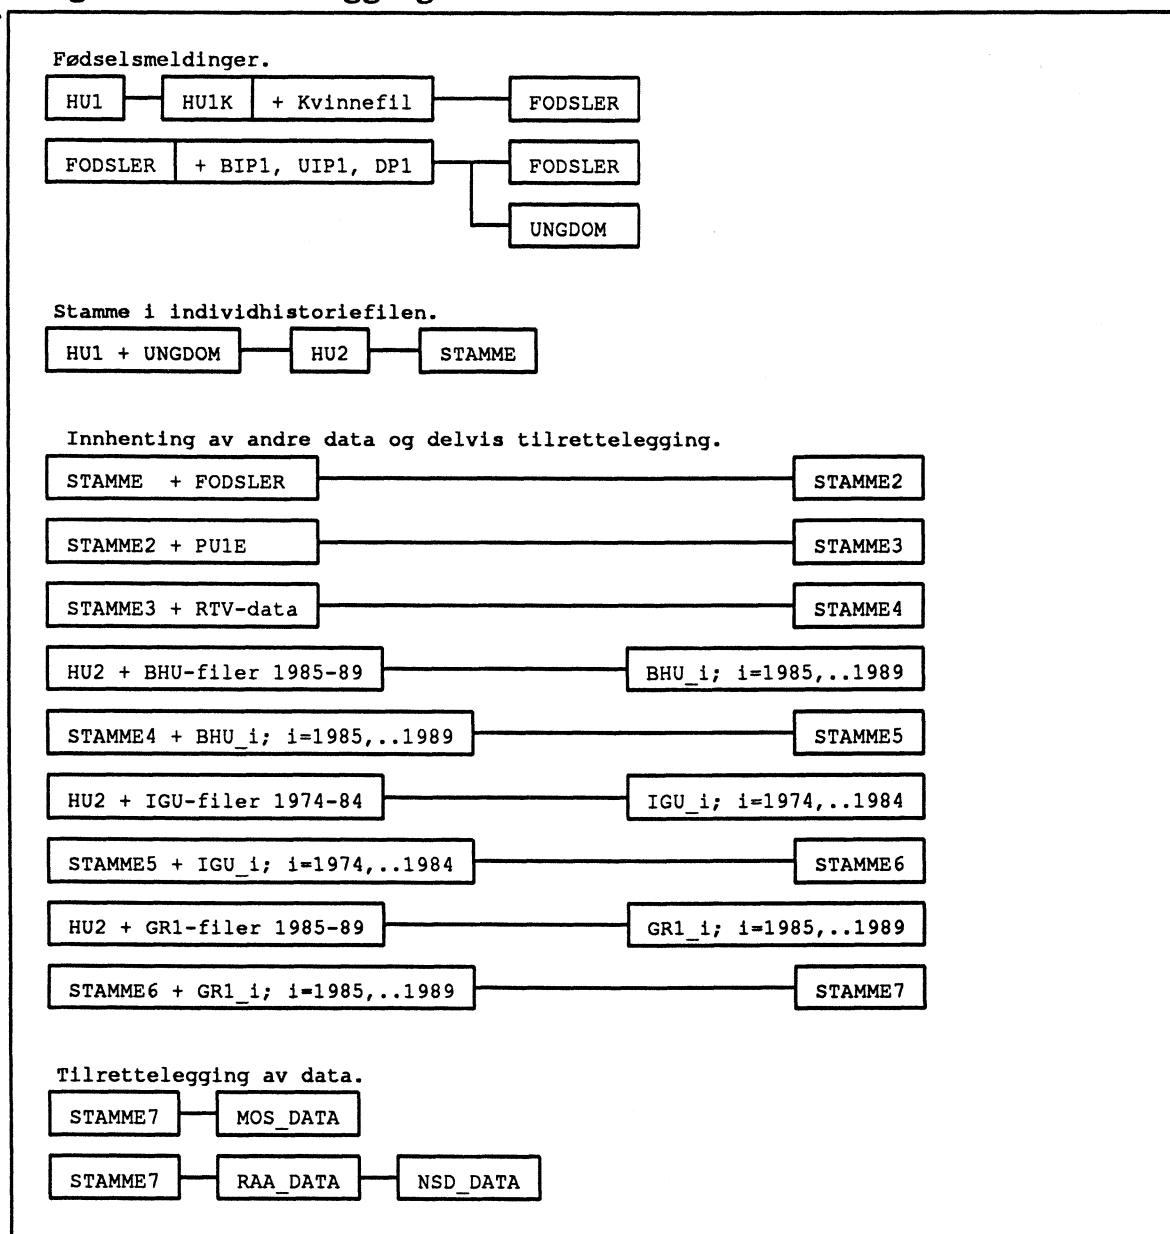 Fødselsmeldinger.
HU1 HU1K + Kvinnefil FODSLER
FODSLER + BIP1, UIP1, DP1 FODSLER
UNGDOM
Stamme i individhistoriefilen.
HU1 + UNGDOM HU2 STAMME
Innhenting av andre data og delvis tilrettelegging.
STAMME + FODSLER STAMME2
STAMME2 + PU1E STAMME3
STAMME3 + RTV-data STAMME4
HU2 + BHU-filer 1985-89 BHU_i; i=1985,..1989
STAMME4 + BHU_i; i=1985,..1989 STAMME5
HU2 + IGU-filer 1974-84 IGU_i; i=1974,..1984
STAMME5 + IGU_i; i=1974,..1984 STAMME6
HU2 + GR1-filer 1985-89 GR1_i; i=1985,..1989
STAMME6 + GR1_i; i=1985,..1989 STAMME7
Tilrettelegging av data.
STAMME7 MOS_DATA
STAMME7 RAA_DATA NSD_DATA